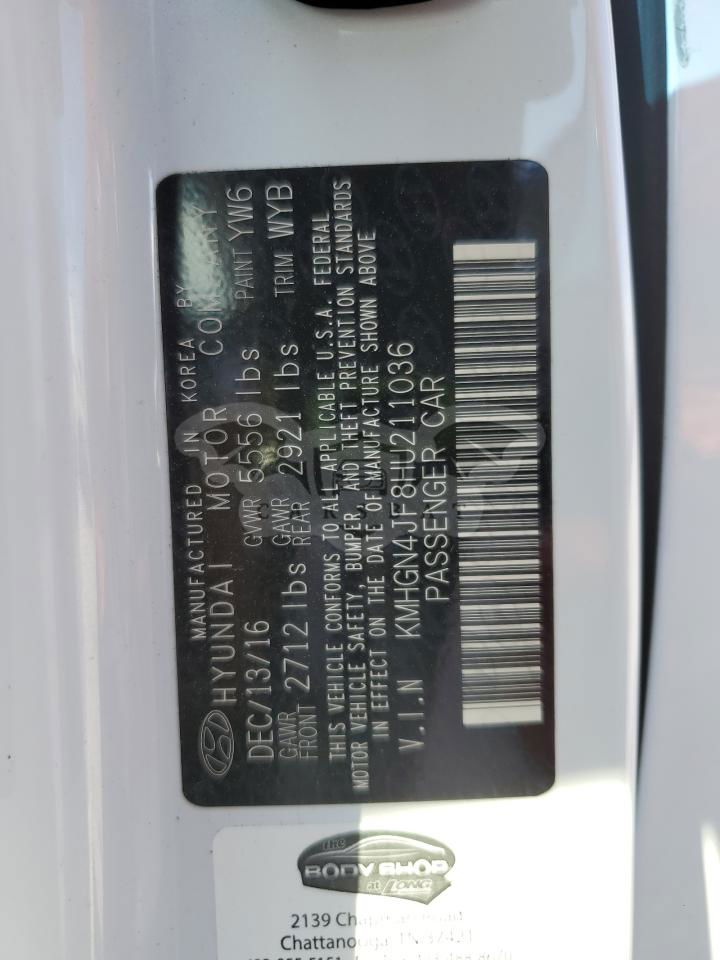 MANUFACTURED IN KOREA BY
HYUNDAI MOTOR COMPANY
DEC/13/16 GVWR 5556 lbs PAINT YW6
GAWR FRONT 2712 lbs GAWR REAR 2921 lbs TRIM WYB
THIS VEHICLE CONFORMS TO ALL APPLICABLE U.S.A. FEDERAL
MOTOR VEHICLE SAFETY, BUMPER, AND THEFT PREVENTION STANDARDS
IN EFFECT ON THE DATE OF MANUFACTURE SHOWN ABOVE
V.I.N KMHGN4JF8HU211036
PASSENGER CAR
the
BODY SHOP
at LONG
2139 Road
Chattanooga, TN 37421